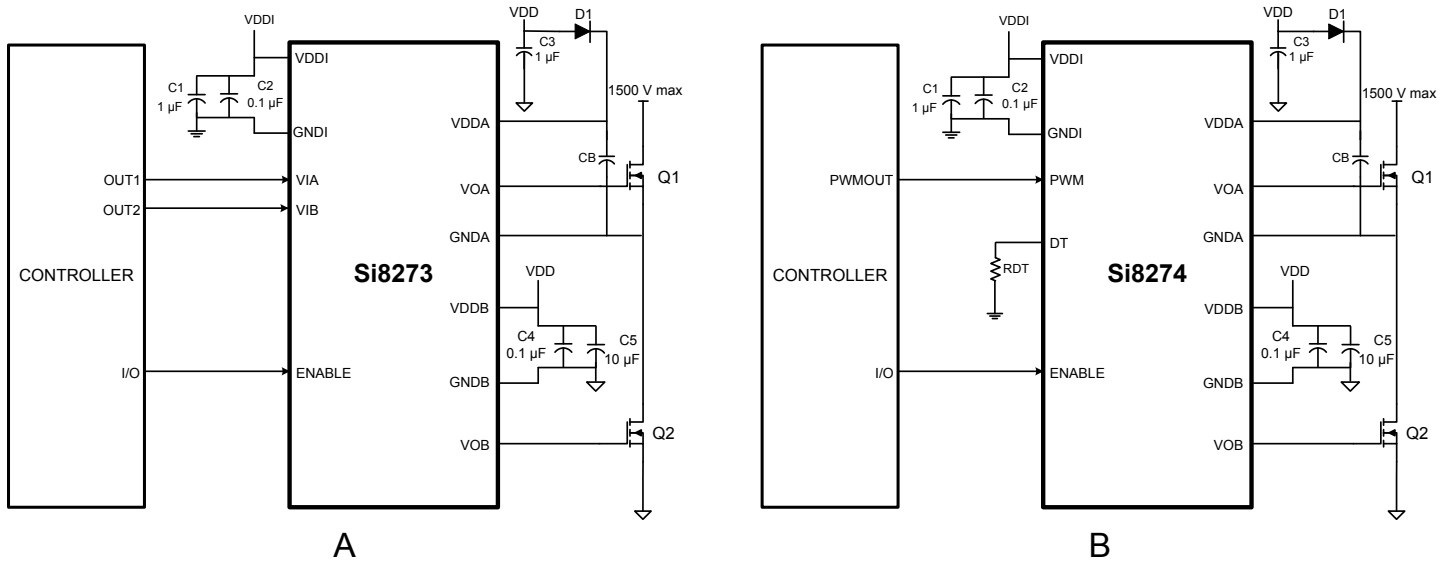 VDDI
C1
1 µF
C2
0.1 µF
VDD
D1
C3
1 µF
1500 V max
VDDI
GNDI
VDDA
CB
Q1
OUT1
VIA
VOA
OUT2
VIB
GNDA
CONTROLLER
Si8273
VDD
VDDB
C4
0.1 µF
C5
10 µF
I/O
ENABLE
GNDB
VOB
Q2
A
VDDI
C1
1 µF
C2
0.1 µF
VDD
D1
C3
1 µF
1500 V max
VDDI
GNDI
VDDA
CB
Q1
PWMOUT
PWM
VOA
DT
GNDA
RDT
CONTROLLER
Si8274
VDD
VDDB
C4
0.1 µF
C5
10 µF
I/O
ENABLE
GNDB
VOB
Q2
B